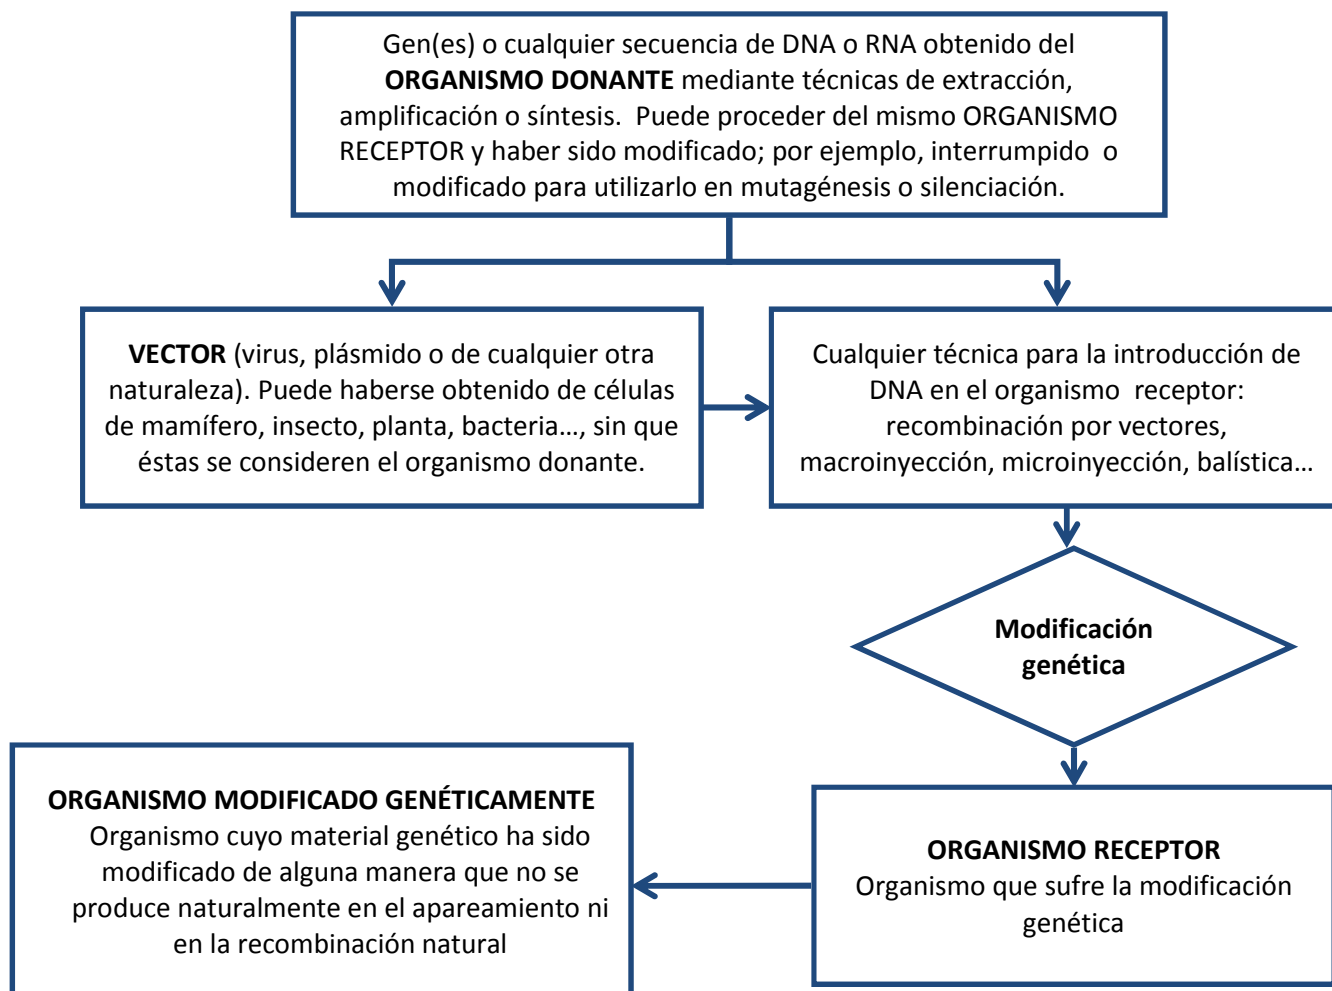 Gen(es) o cualquier secuencia de DNA o RNA obtenido del
ORGANISMO DONANTE mediante técnicas de extracción,
amplificación o síntesis.  Puede proceder del mismo ORGANISMO
RECEPTOR y haber sido modificado; por ejemplo, interrumpido  o
modificado para utilizarlo en mutagénesis o silenciación.
VECTOR (virus, plásmido o de cualquier otra
naturaleza). Puede haberse obtenido de células
de mamífero, insecto, planta, bacteria…, sin que
éstas se consideren el organismo donante.
Cualquier técnica para la introducción de
DNA en el organismo  receptor:
recombinación por vectores,
macroinyección, microinyección, balística…
Modificación
genética
ORGANISMO RECEPTOR
Organismo que sufre la modificación
genética
ORGANISMO MODIFICADO GENÉTICAMENTE
Organismo cuyo material genético ha sido
modificado de alguna manera que no se
produce naturalmente en el apareamiento ni
en la recombinación natural